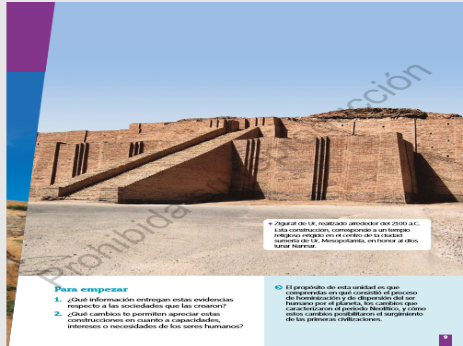 Zigurat de Ur, realizado alrededor del 2100 a.C.
Esta construcción, corresponde a un templo
religioso erigido en el centro de la ciudad
sumeria de Ur, Mesopotamia, en honor al dios
lunar Nannar.
Para empezar
1. ¿Qué información entregan estas evidencias
respecto a las sociedades que las crearon?
2. ¿Qué cambios te permiten apreciar estas
construcciones en cuanto a capacidades,
intereses o necesidades de los seres humanos?
El propósito de esta unidad es que
comprendas en qué consistió el proceso
de hominización y de dispersión del ser
humano por el planeta, los cambios que
caracterizaron el periodo Neolítico, y cómo
estos cambios posibilitaron el surgimiento
de las primeras civilizaciones.
9